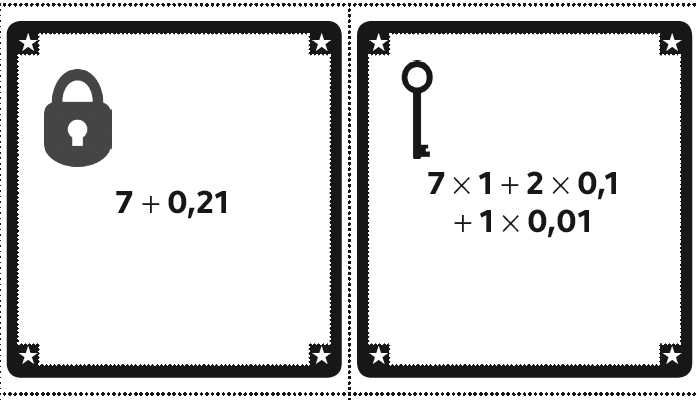 7 + 0,21
7 × 1 + 2 × 0,1
+ 1 × 0,01